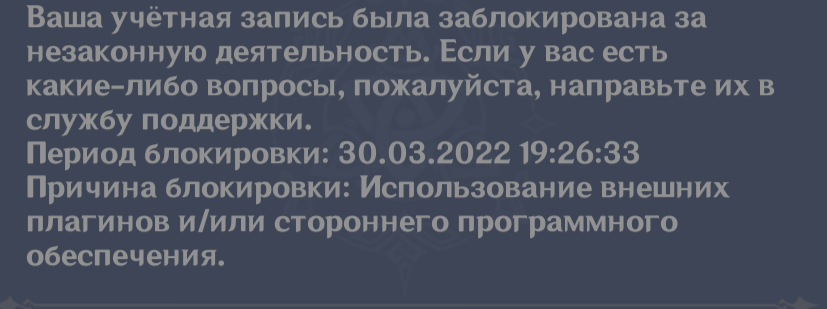 Ваша учётная запись была заблокирована за
незаконную деятельность. Если у вас есть
какие-либо вопросы, пожалуйста, направьте их в
службу поддержки.
Период блокировки: 30.03.2022 19:26:33
Причина блокировки: Использование внешних
плагинов и/или стороннего программного
обеспечения.